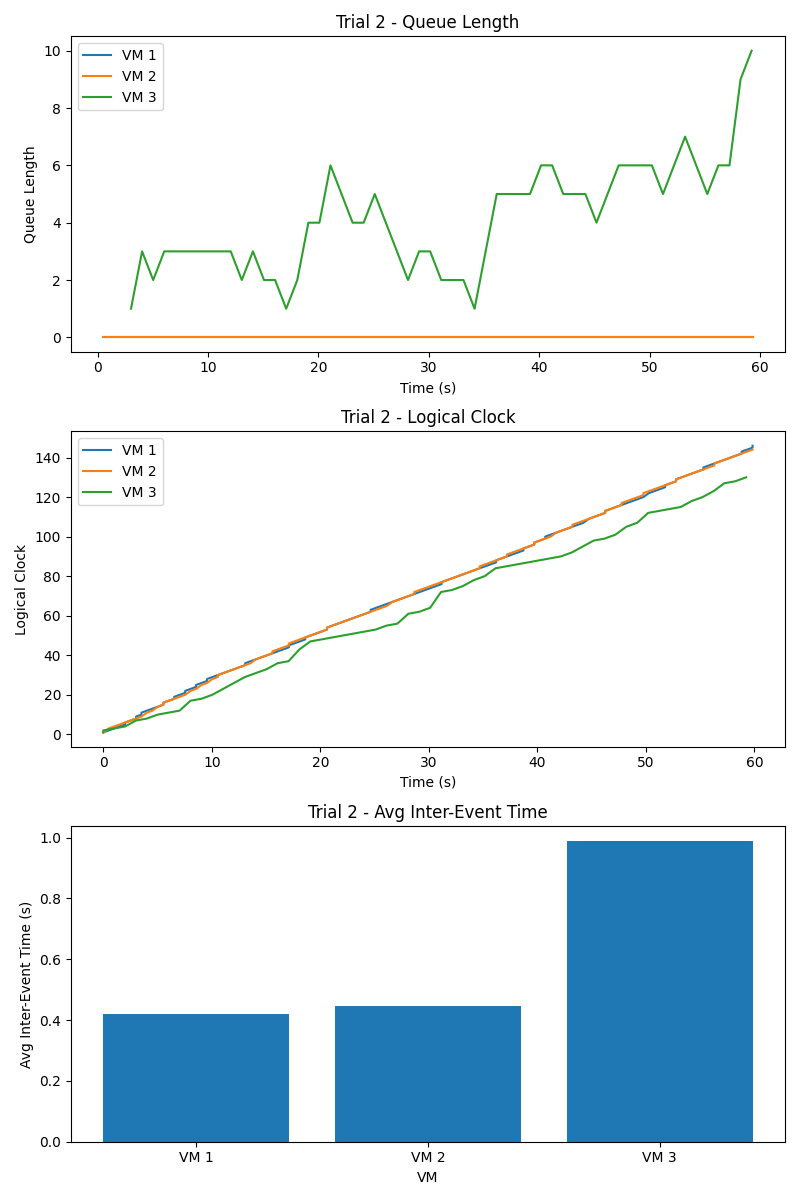 Trial 2 - Queue Length
VM 1
VM 2
VM 3
Queue Length
10
8
6
4
2
0
0 10 20 30 40 50 60
Time (s)
Trial 2 - Logical Clock
VM 1
VM 2
VM 3
Logical Clock
140
120
100
80
60
40
20
0
0 10 20 30 40 50 60
Time (s)
Trial 2 - Avg Inter-Event Time
Avg Inter-Event Time (s)
1.0
0.8
0.6
0.4
0.2
0.0
VM 1 VM 2 VM 3
VM